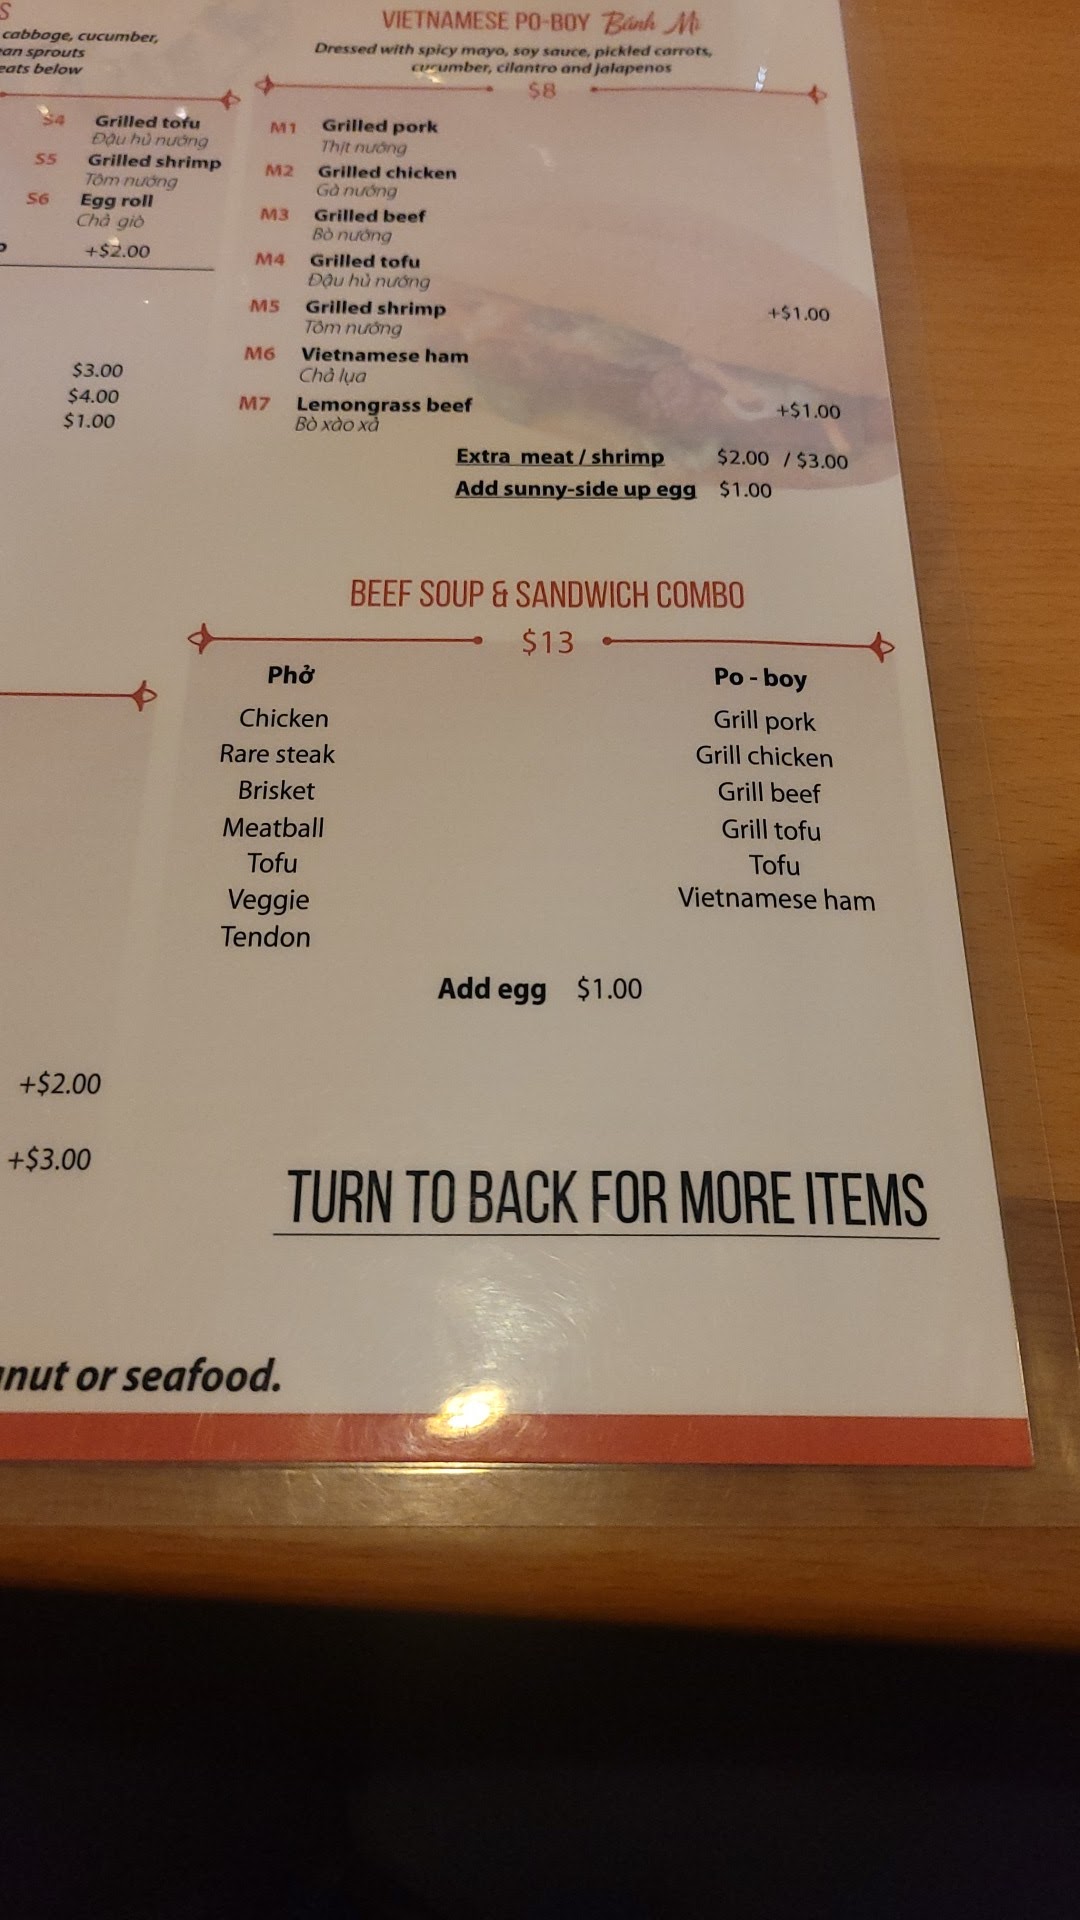 S
cabbage, cucumber,
an sprouts
eats below
S4 Grilled tofu
Đậu hủ nướng
S5 Grilled shrimp
Tôm nướng
S6 Egg roll
Chả giò
+$2.00
$3.00
$4.00
$1.00
VIETNAMESE PO-BOY Bánh Mì
Dressed with spicy mayo, soy sauce, pickled carrots,
cucumber, cilantro and jalapenos
$8
M1 Grilled pork
Thịt nướng
M2 Grilled chicken
Gà nướng
M3 Grilled beef
Bò nướng
M4 Grilled tofu
Đậu hủ nướng
M5 Grilled shrimp +$1.00
Tôm nướng
M6 Vietnamese ham
Chả lụa
M7 Lemongrass beef +$1.00
Bò xào xả
Extra meat / shrimp $2.00 / $3.00
Add sunny-side up egg $1.00
BEEF SOUP & SANDWICH COMBO
$13
Phở
Chicken
Rare steak
Brisket
Meatball
Tofu
Veggie
Tendon
Po - boy
Grill pork
Grill chicken
Grill beef
Grill tofu
Tofu
Vietnamese ham
Add egg $1.00
+$2.00
+$3.00
TURN TO BACK FOR MORE ITEMS
nut or seafood.